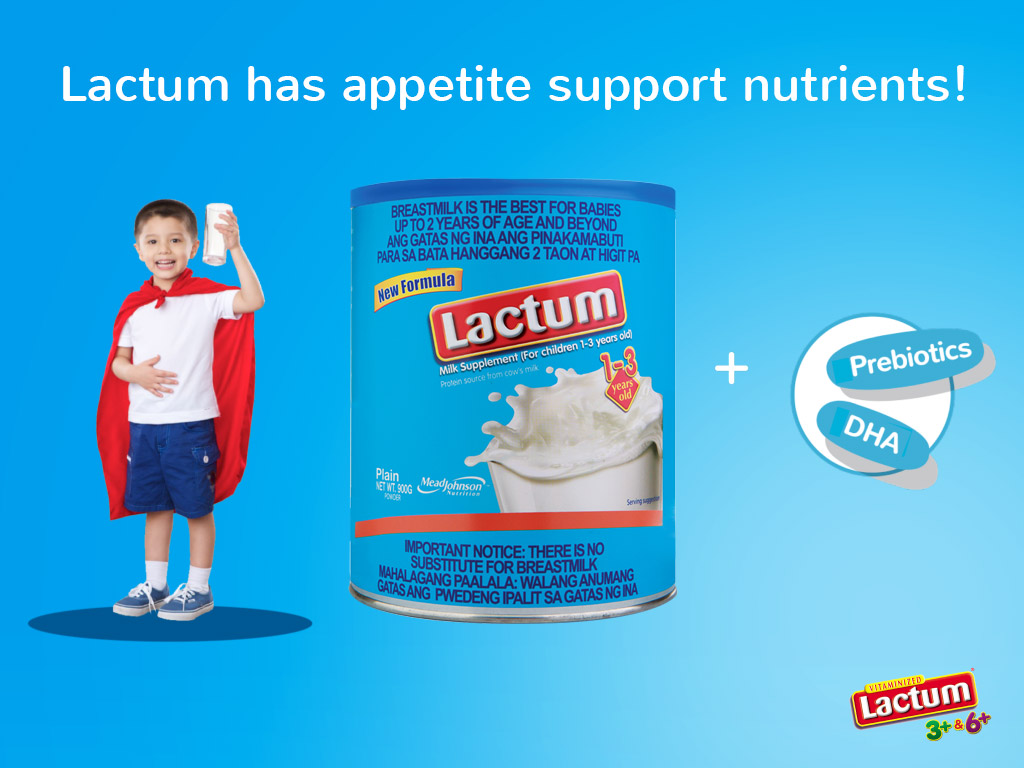 Lactum has appetite support nutrients!
BREASTMILK IS THE BEST FOR BABIES
UP TO 2 YEARS OF AGE AND BEYOND
ANG GATAS NG INA ANG PINAKAMABUTI
PARA SA BATA HANGGANG 2 TAON AT HIGIT PA
New Formula
Lactum
Milk Supplement (For children 1-3 years old)
Protein source from cow's milk
1-3
years
old
Plain
NET WT. 900G
POWDER
MeadJohnson
Nutrition
Serving suggestion
IMPORTANT NOTICE: THERE IS NO
SUBSTITUTE FOR BREASTMILK
MAHALAGANG PAALALA: WALANG ANUMANG
GATAS ANG PWEDENG IPALIT SA GATAS NG INA
+
Prebiotics
DHA
VITAMINIZED
Lactum
3+ & 6+